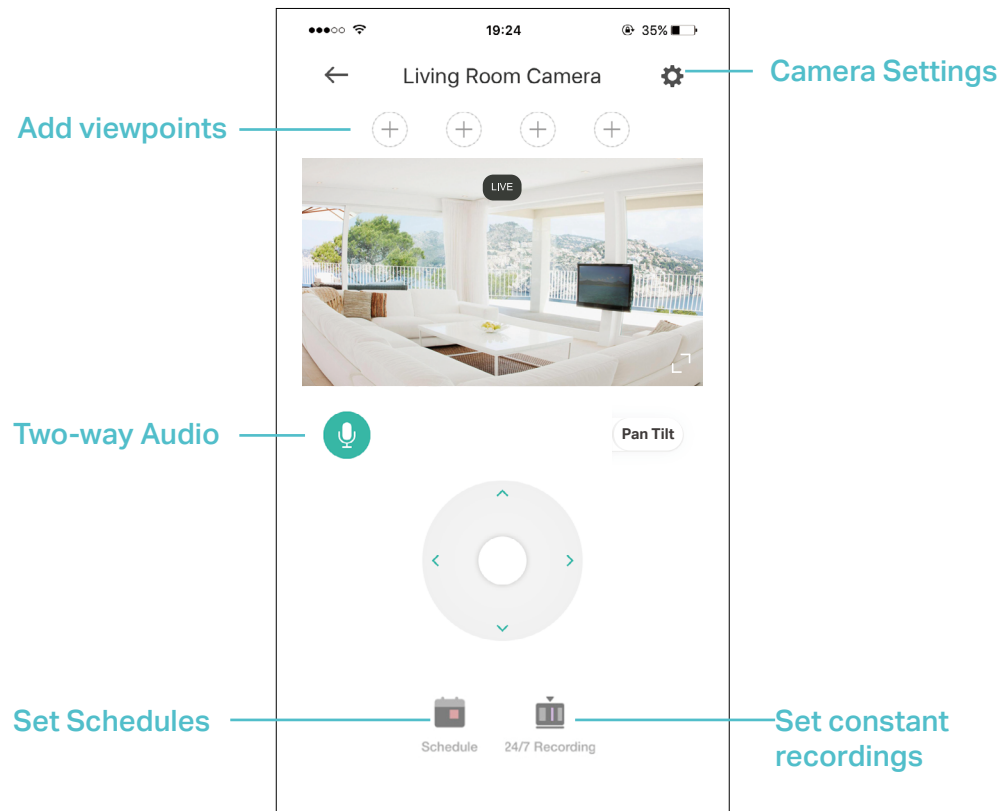 19:24
35%
Living Room Camera
Camera Settings
Add viewpoints
LIVE
Two-way Audio
Pan Tilt
Set Schedules
Schedule
24/7 Recording
Set constant
recordings